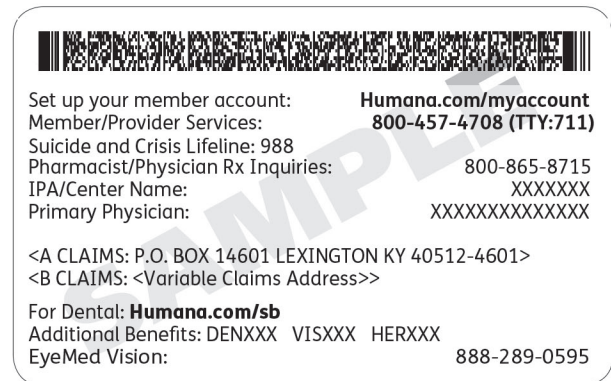 Set up your member account: Humana.com/myaccount
Member/Provider Services: 800-457-4708 (TTY:711)
Suicide and Crisis Lifeline: 988
Pharmacist/Physician Rx Inquiries: 800-865-8715
IPA/Center Name: XXXXXXX
Primary Physician: XXXXXXXXXXXXXX
<A CLAIMS: P.O. BOX 14601 LEXINGTON KY 40512-4601>
<B CLAIMS: <Variable Claims Address>>
For Dental: Humana.com/sb
Additional Benefits: DENXXX VISXXX HERXXX
EyeMed Vision: 888-289-0595
SAMPLE